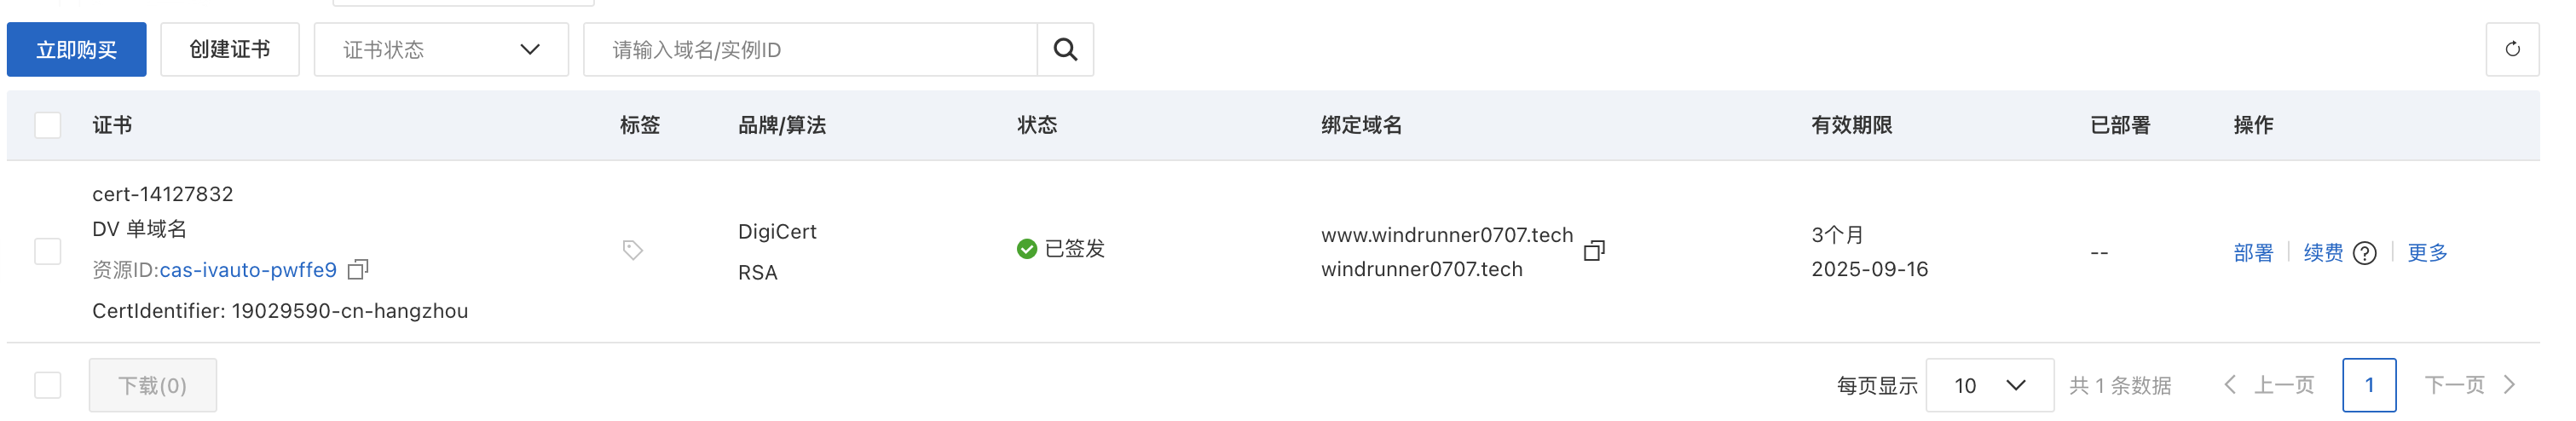 立即购买 创建证书 证书状态 请输入域名/实例ID
证书 标签 品牌/算法 状态 绑定域名 有效期限 已部署 操作
cert-14127832
DV 单域名
资源ID:cas-ivauto-pwffe9
CertIdentifier: 19029590-cn-hangzhou
DigiCert
RSA
已签发
www.windrunner0707.tech
windrunner0707.tech
3个月
2025-09-16
--
部署 续费 更多
下载(0) 每页显示 10 共 1 条数据 上一页 1 下一页